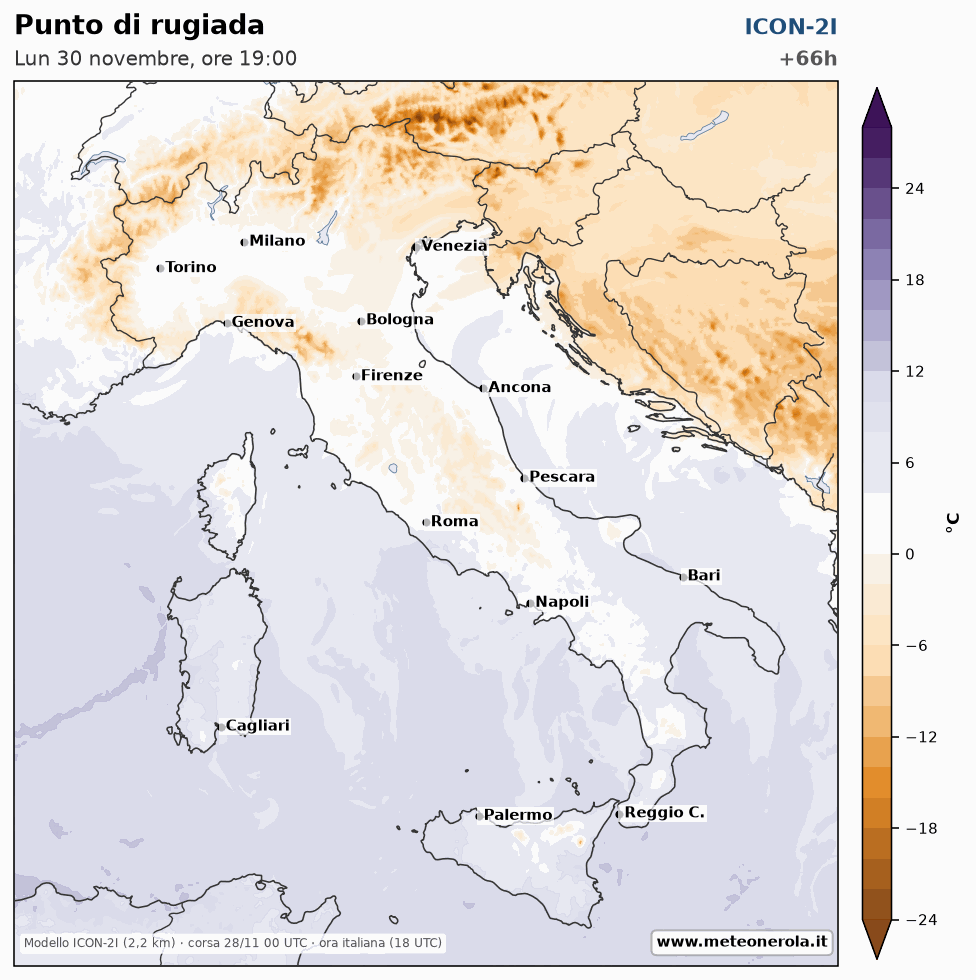 Punto di rugiada
ICON-2I
Lun 30 novembre, ore 19:00
+66h
Milano
Venezia
Torino
Genova
Bologna
Firenze
Ancona
Pescara
Roma
Bari
Napoli
Cagliari
Palermo
Reggio C.
24
18
12
6
0
−6
−12
−18
−24
°C
Modello ICON-2I (2,2 km) · corsa 28/11 00 UTC · ora italiana (18 UTC)
www.meteonerola.it